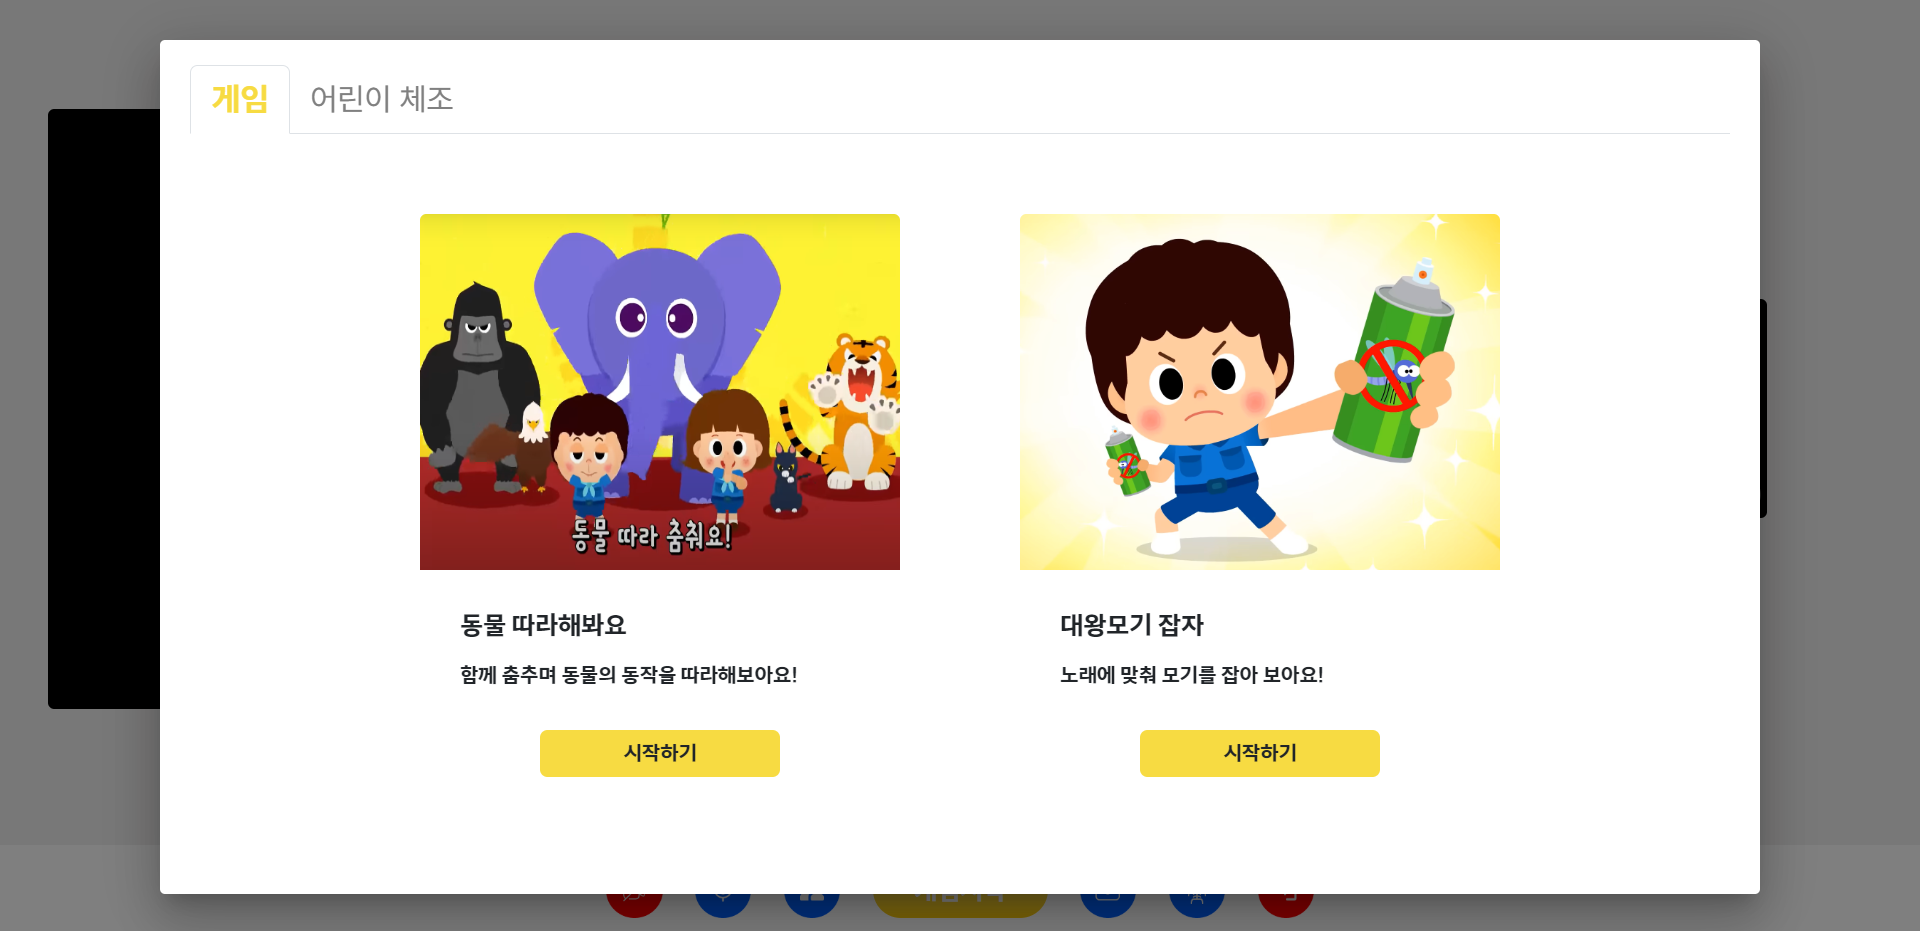 게임
어린이 체조
동물 따라 춤춰요!
동물 따라해봐요
함께 춤추며 동물의 동작을 따라해보아요!
시작하기
대왕모기 잡자
노래에 맞춰 모기를 잡아 보아요!
시작하기